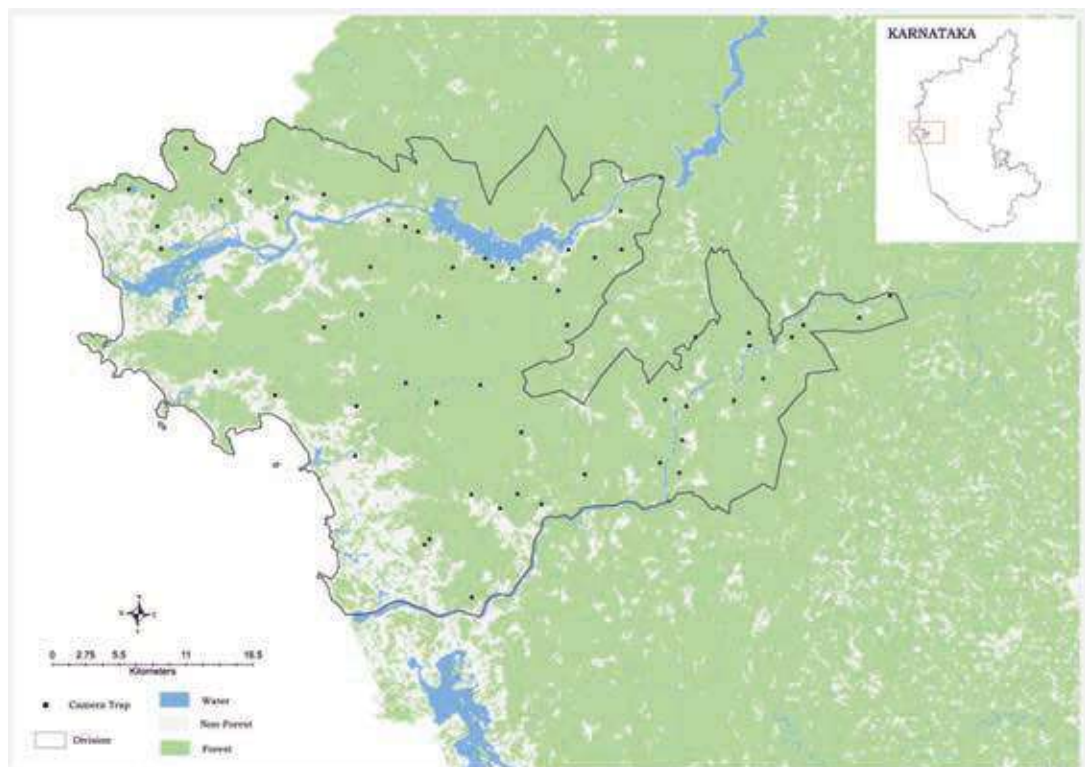 KARNATAKA
0 2.75 5.5 11 16.5
Kilometers
Camera Trap
Division
Water
Non-Forest
Forest